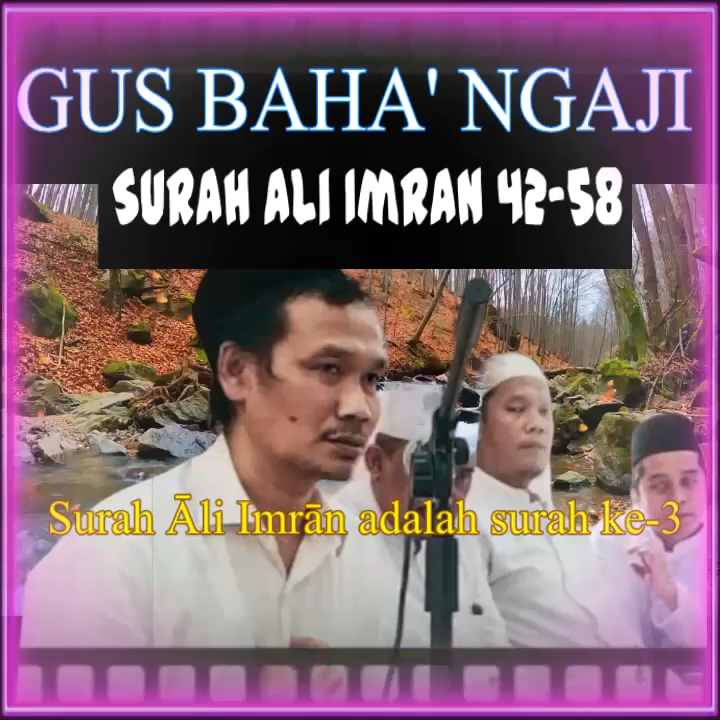 GUS BAHA' NGAJI
SURAH ALI IMRAN 42-58
Surah Āli Imrān adalah surah ke-3